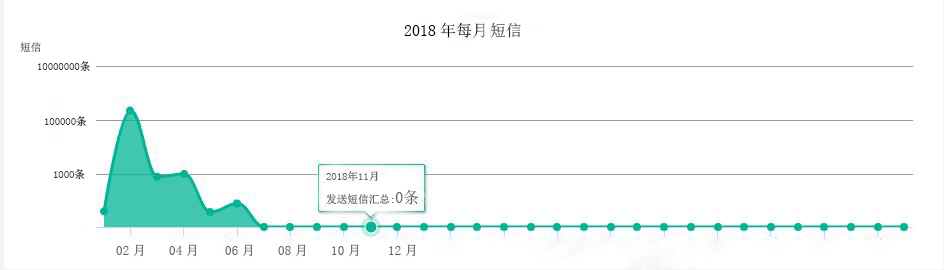 2018 年每月 短信
短信
10000000条
100000条
1000条
2018年11月
发送短信汇总:0条
02 月 04 月 06 月 08 月 10 月 12 月